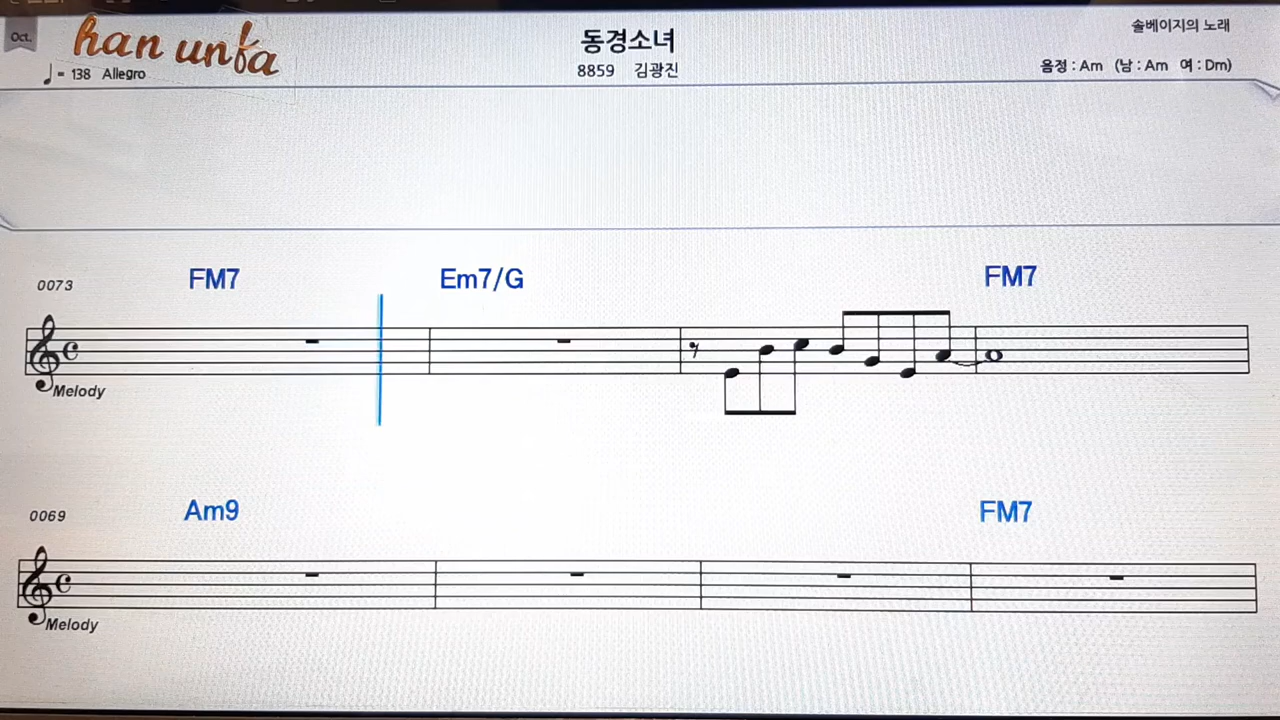 Oct.
han unfa
동경소녀
솔베이지의 노래
♩= 138 Allegro
8859 김광진
음정 : Am (남 : Am 여 : Dm)
0073 FM7 Em7/G FM7
Melody
0069 Am9 FM7
Melody